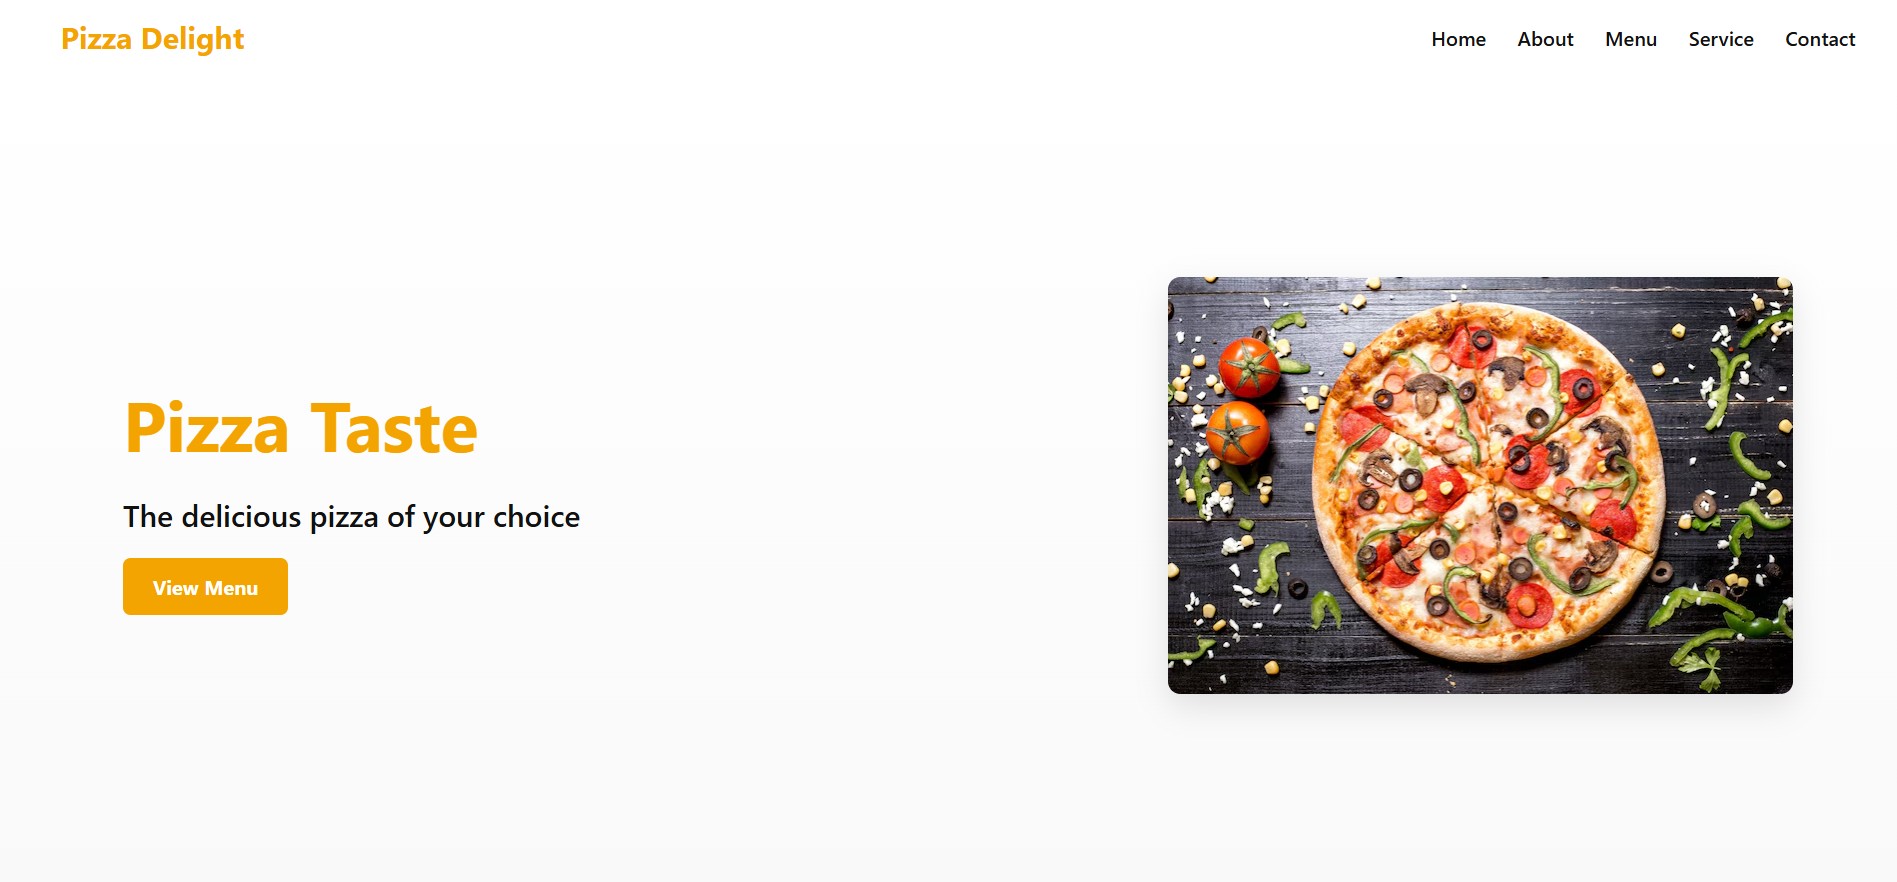 Pizza Delight
Home About Menu Service Contact
Pizza Taste
The delicious pizza of your choice
View Menu